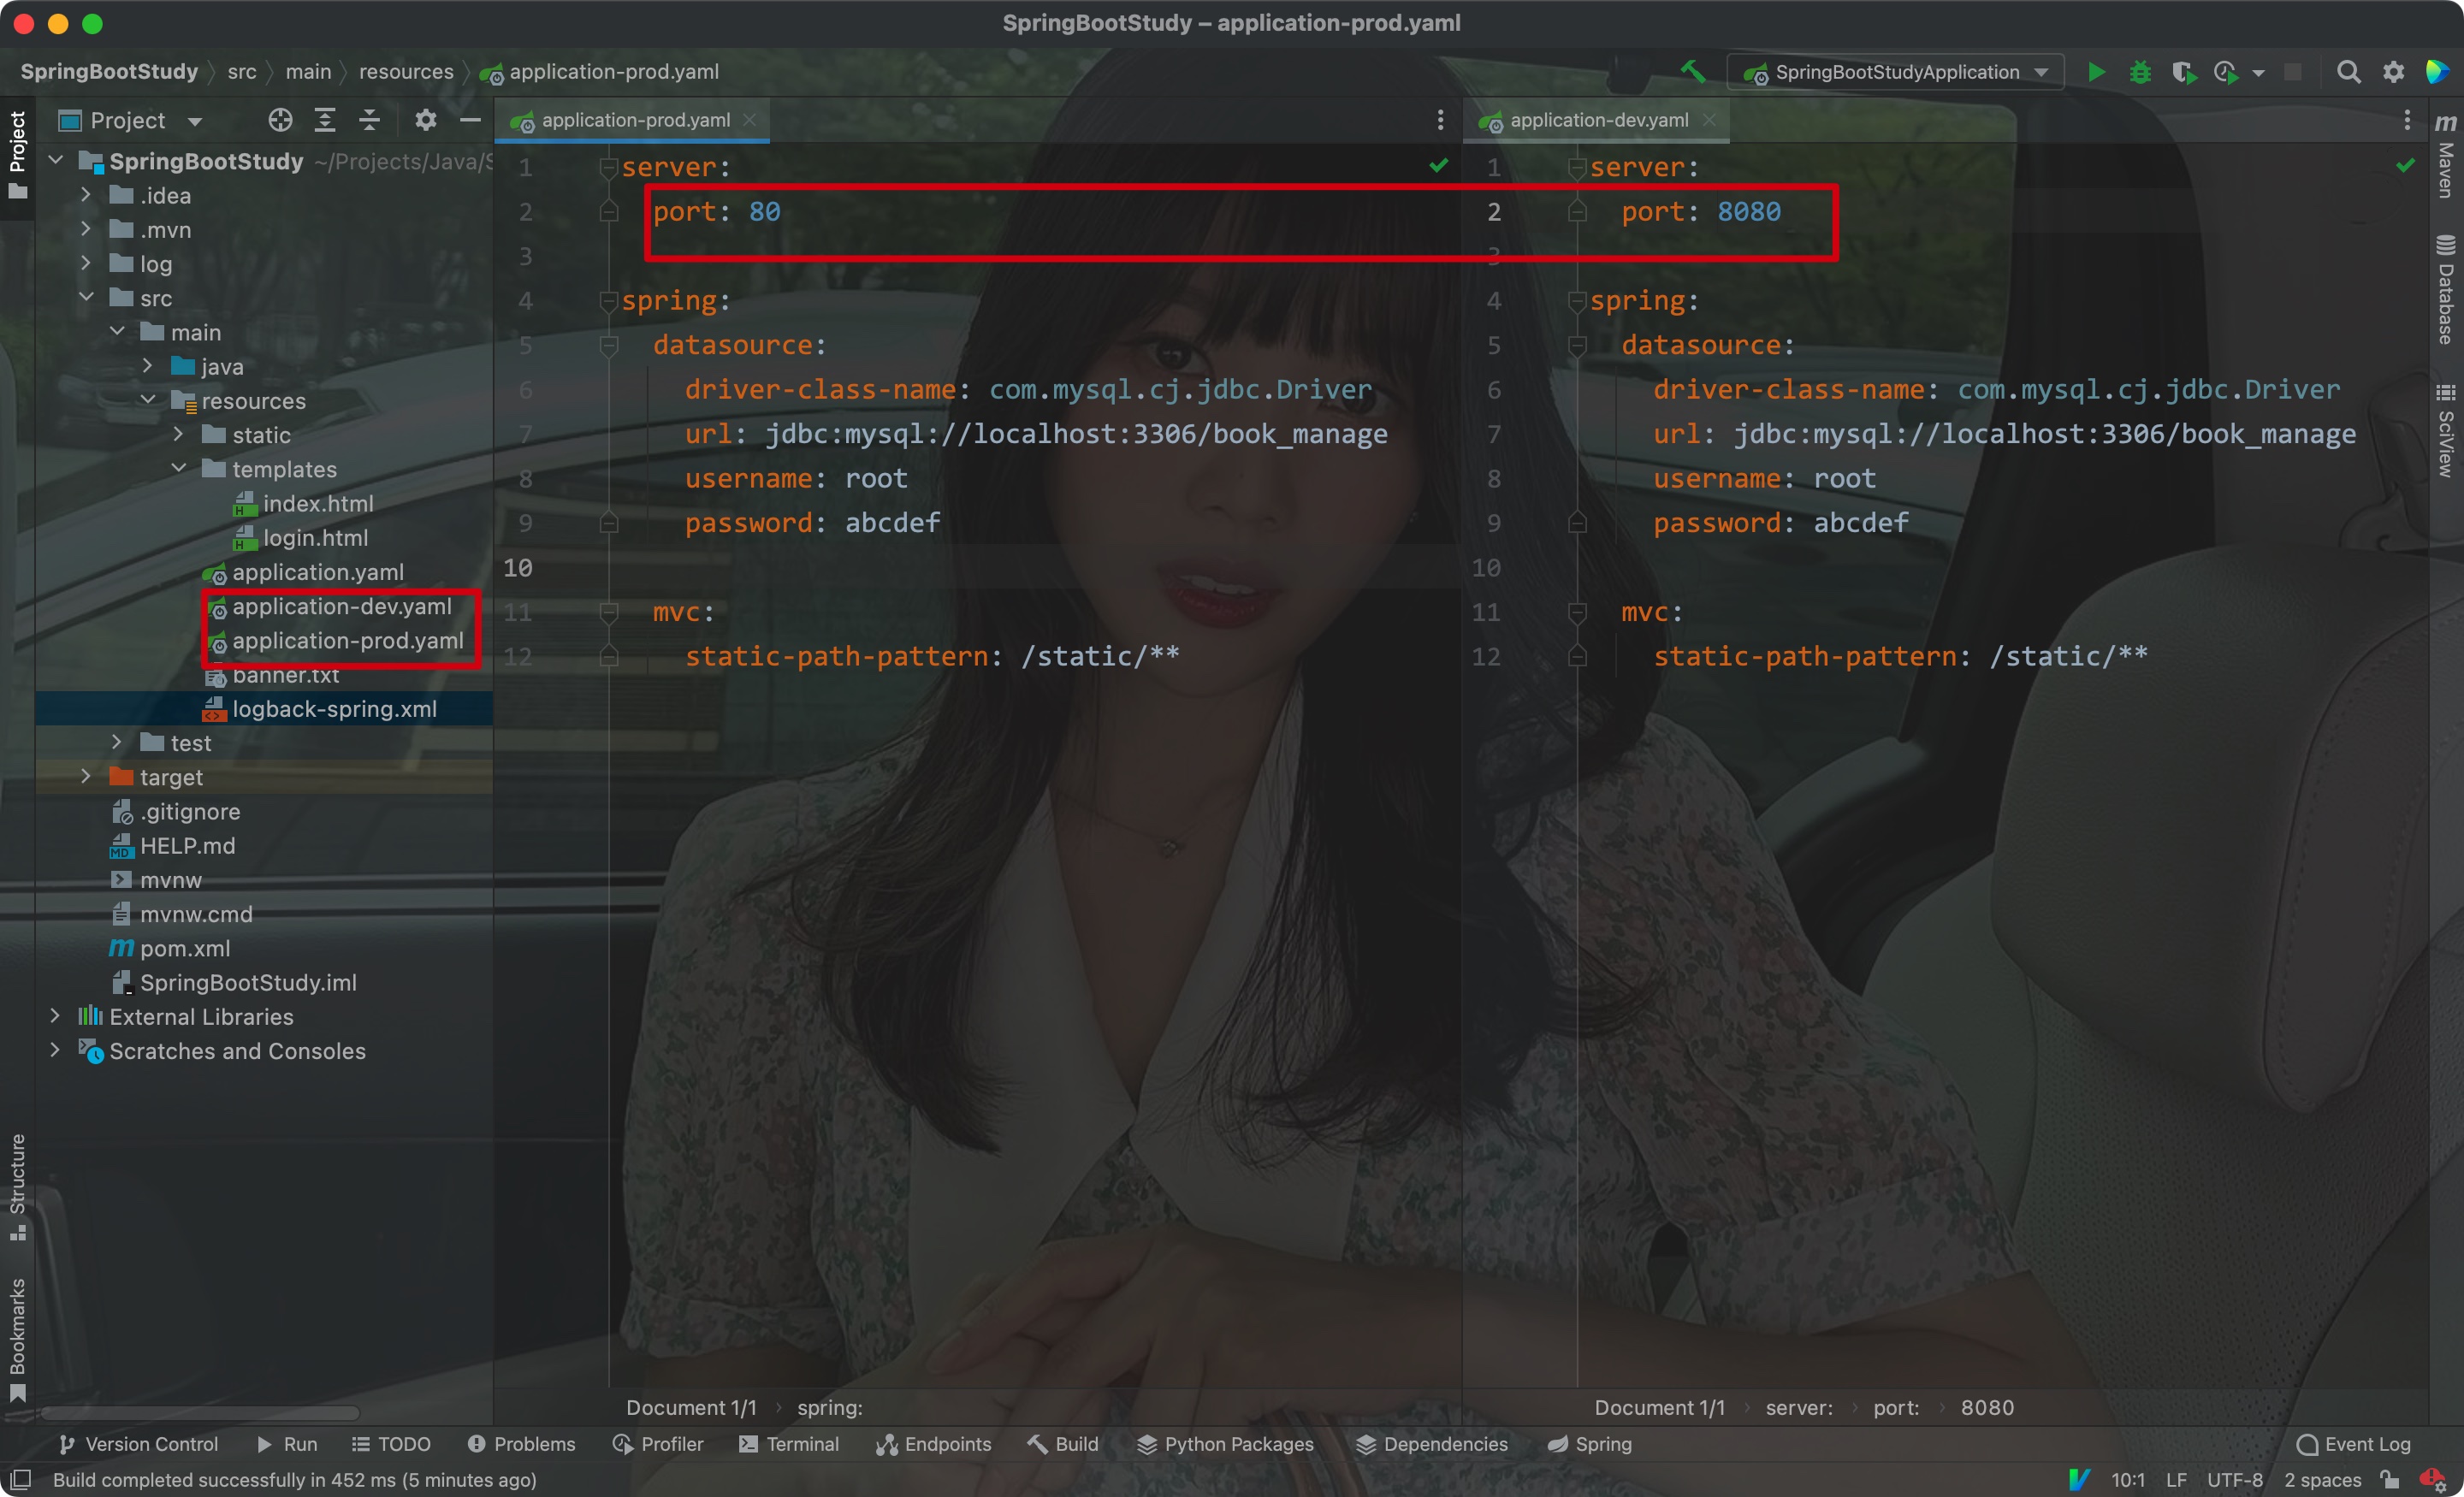 SpringBootStudy – application-prod.yaml
SpringBootStudy src main resources application-prod.yaml
SpringBootStudyApplication
Project
Project
application-prod.yaml
application-dev.yaml
SpringBootStudy ~/Projects/Java/S
.idea
.mvn
log
src
main
java
resources
static
templates
index.html
login.html
application.yaml
application-dev.yaml
application-prod.yaml
banner.txt
logback-spring.xml
test
target
.gitignore
HELP.md
mvnw
mvnw.cmd
pom.xml
SpringBootStudy.iml
External Libraries
Scratches and Consoles
Structure
Bookmarks
1 server:
2 port: 80
3
4 spring:
5 datasource:
6 driver-class-name: com.mysql.cj.jdbc.Driver
7 url: jdbc:mysql://localhost:3306/book_manage
8 username: root
9 password: abcdef
10
11 mvc:
12 static-path-pattern: /static/**
Document 1/1 spring:
1 server:
2 port: 8080
3
4 spring:
5 datasource:
6 driver-class-name: com.mysql.cj.jdbc.Driver
7 url: jdbc:mysql://localhost:3306/book_manage
8 username: root
9 password: abcdef
10
11 mvc:
12 static-path-pattern: /static/**
Document 1/1 server: port: 8080
Maven
Database
SciView
Version Control Run TODO Problems Profiler Terminal Endpoints Build Python Packages Dependencies Spring Event Log
Build completed successfully in 452 ms (5 minutes ago) 10:1 LF UTF-8 2 spaces